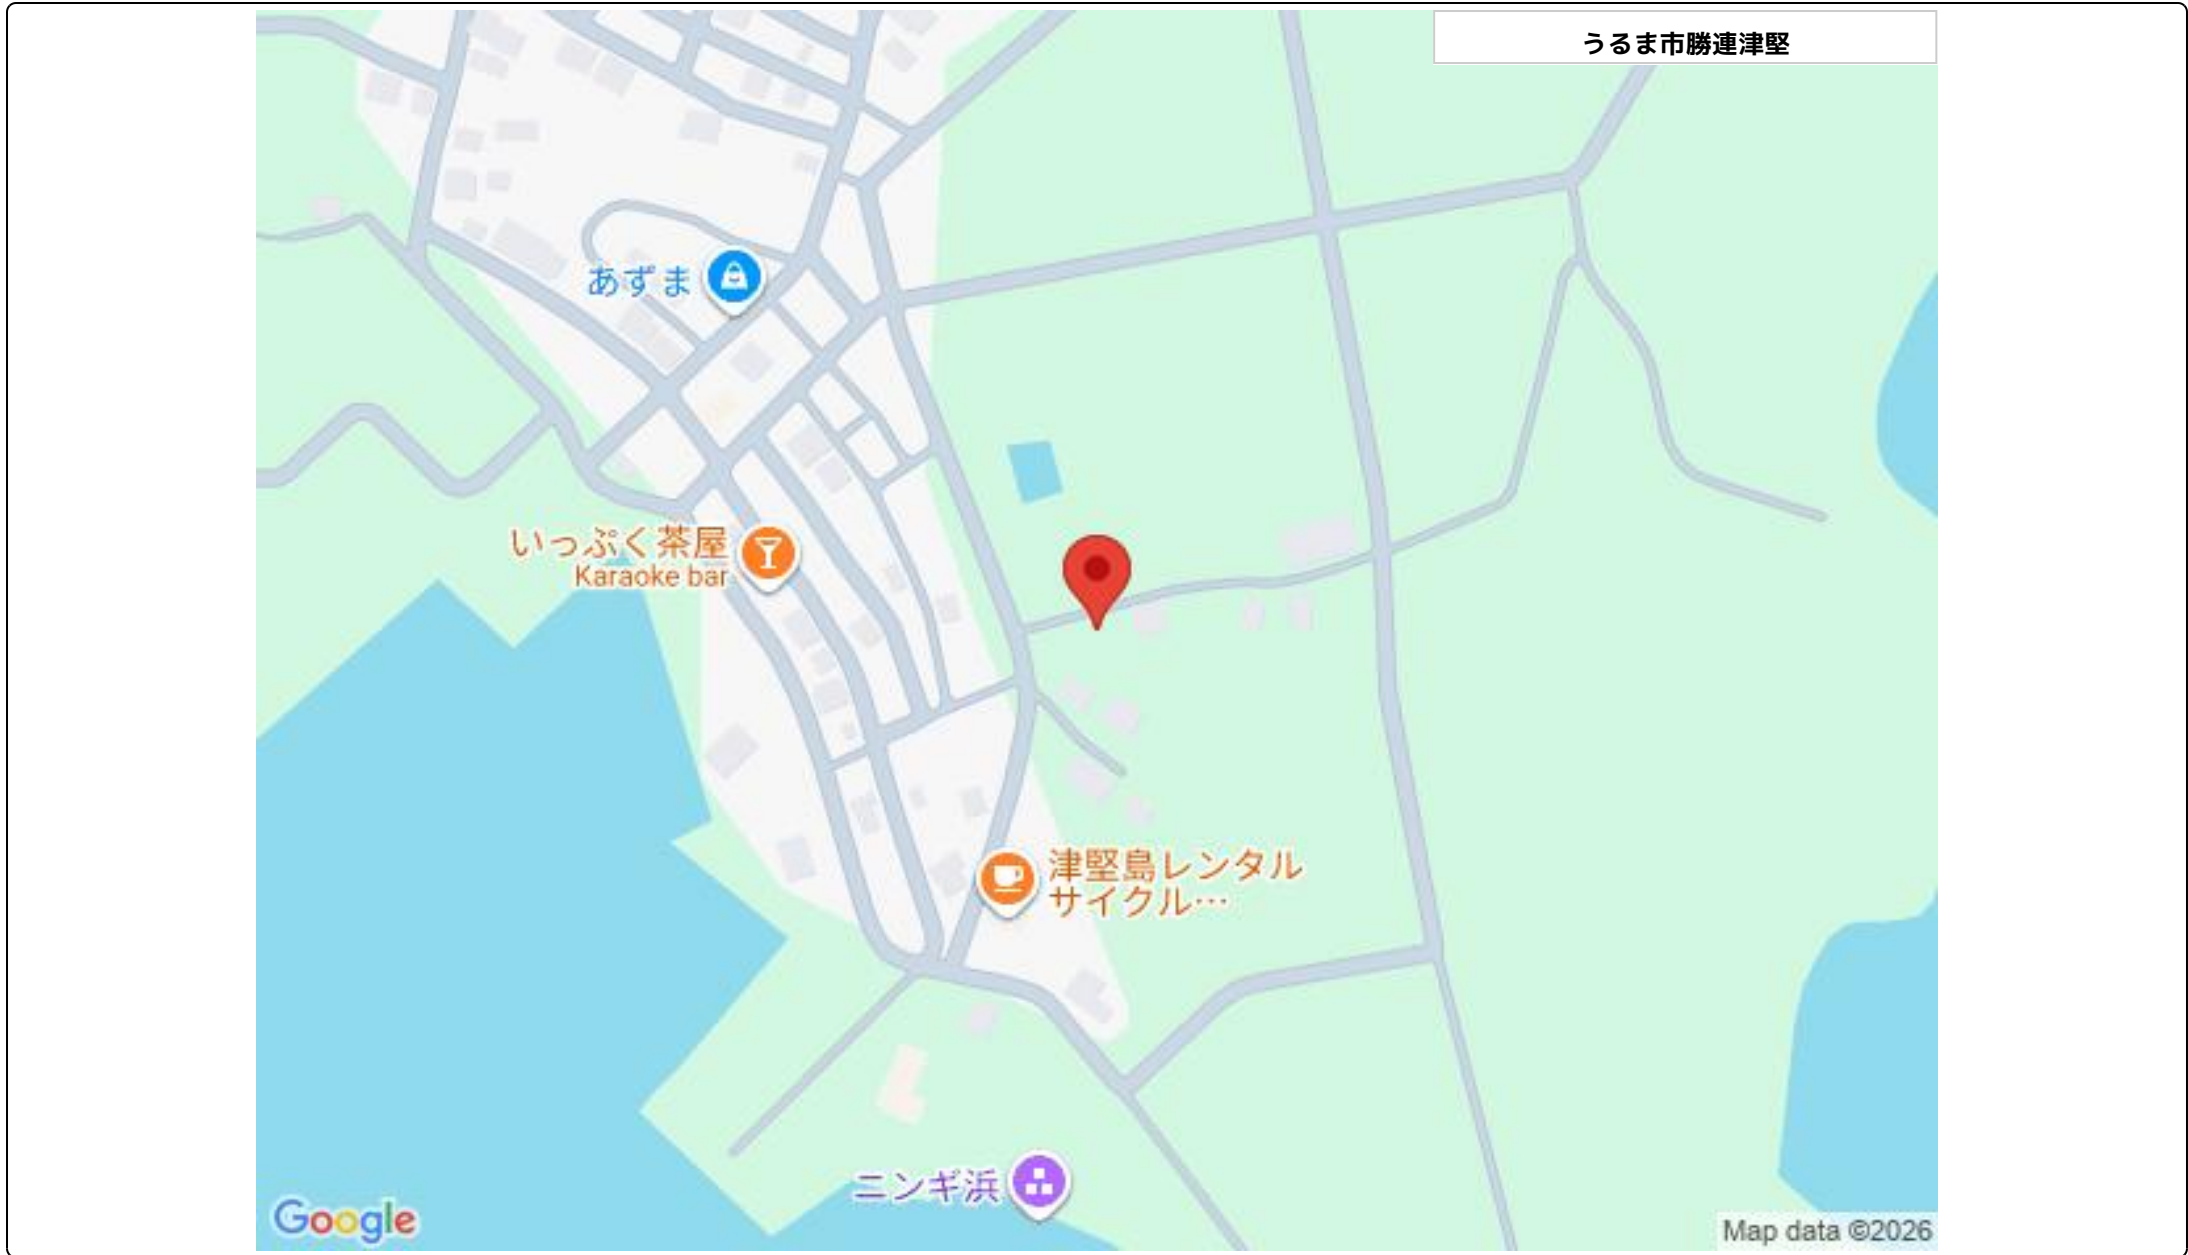 うるま市勝連津堅
あずま
いっぷく茶屋
Karaoke bar
津堅島レンタル
サイクル…
ニンギ浜
Google
Map data ©2026